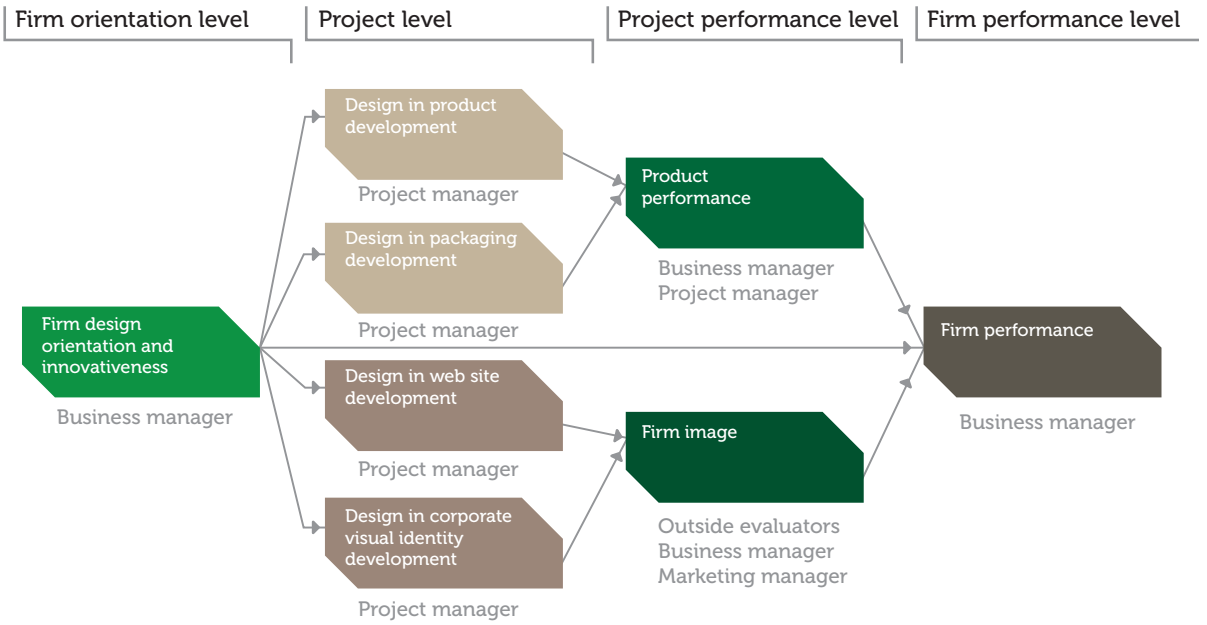 Firm orientation level
Project level
Project performance level
Firm performance level
Design in product
development
Project manager
Design in packaging
development
Project manager
Product
performance
Business manager
Project manager
Firm design
orientation and
innovativeness
Business manager
Firm performance
Business manager
Design in web site
development
Project manager
Firm image
Outside evaluators
Business manager
Marketing manager
Design in corporate
visual identity
development
Project manager